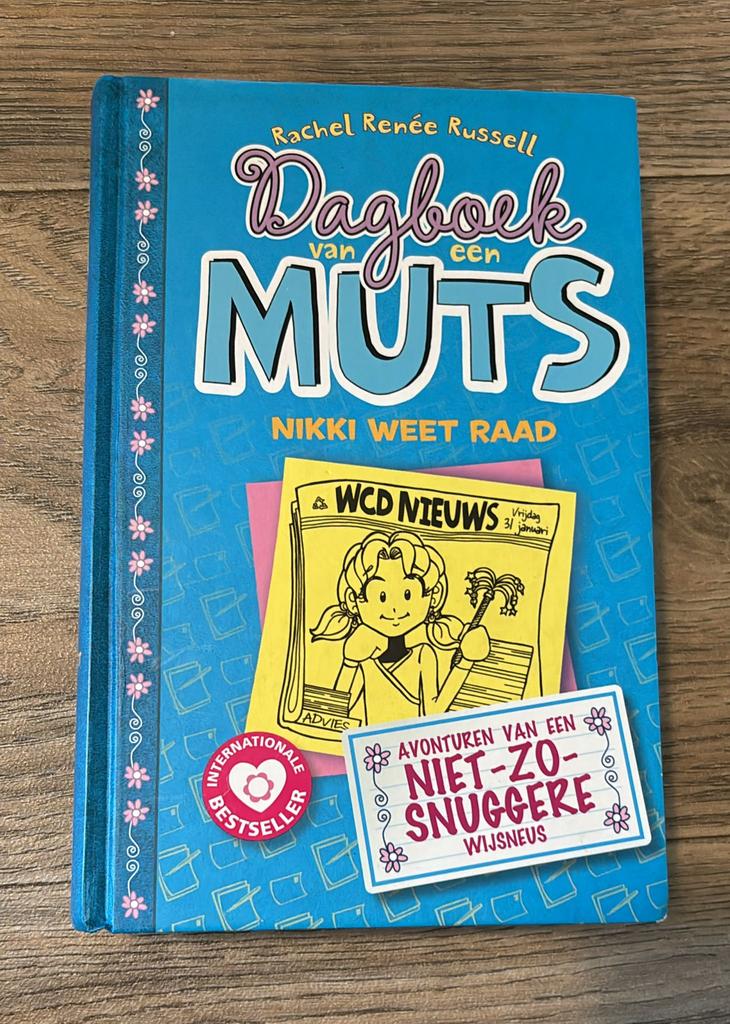 Rachel Renée Russell
Dagboek
van een
MUTS
NIKKI WEET RAAD
WCD NIEUWS
Vrijdag
31 januari
ADVIES
INTERNATIONALE
BESTSELLER
AVONTUREN VAN EEN
NIET-ZO-
SNUGGERE
WIJSNEUS